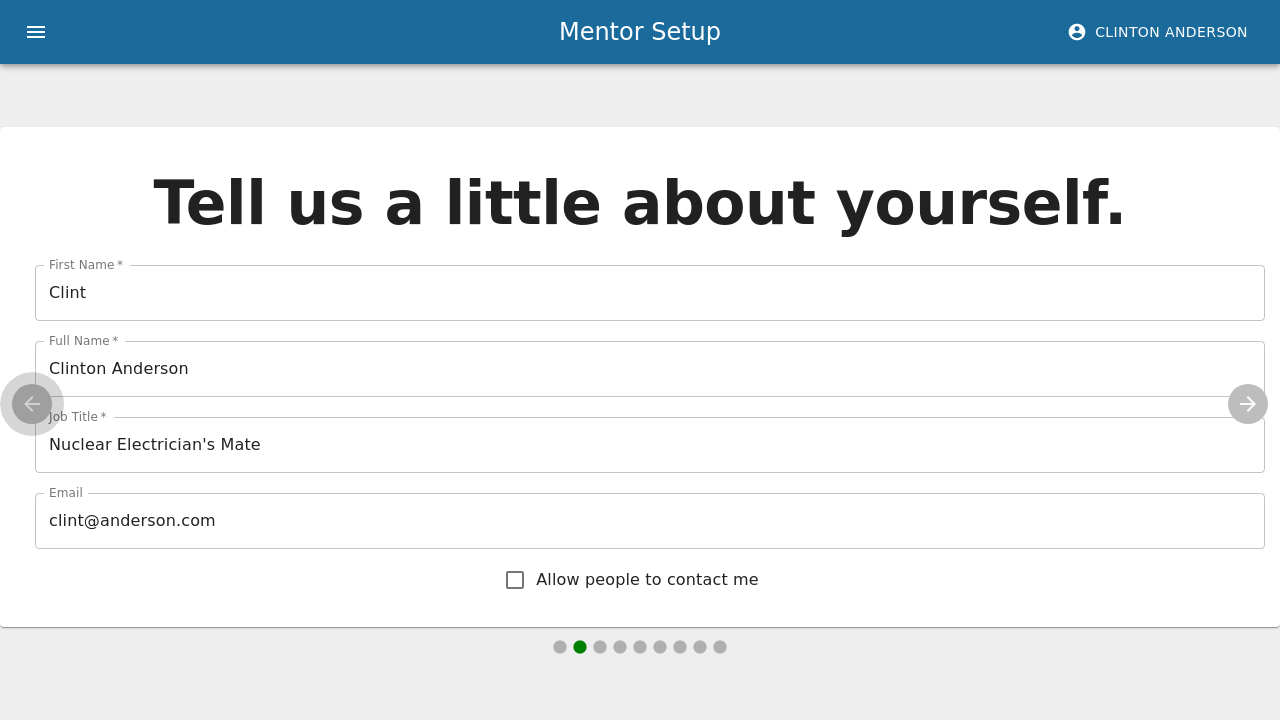 Mentor Setup
CLINTON ANDERSON
Tell us a little about yourself.
First Name *
Clint
Full Name *
Clinton Anderson
Job Title *
Nuclear Electrician's Mate
Email
clint@anderson.com
Allow people to contact me